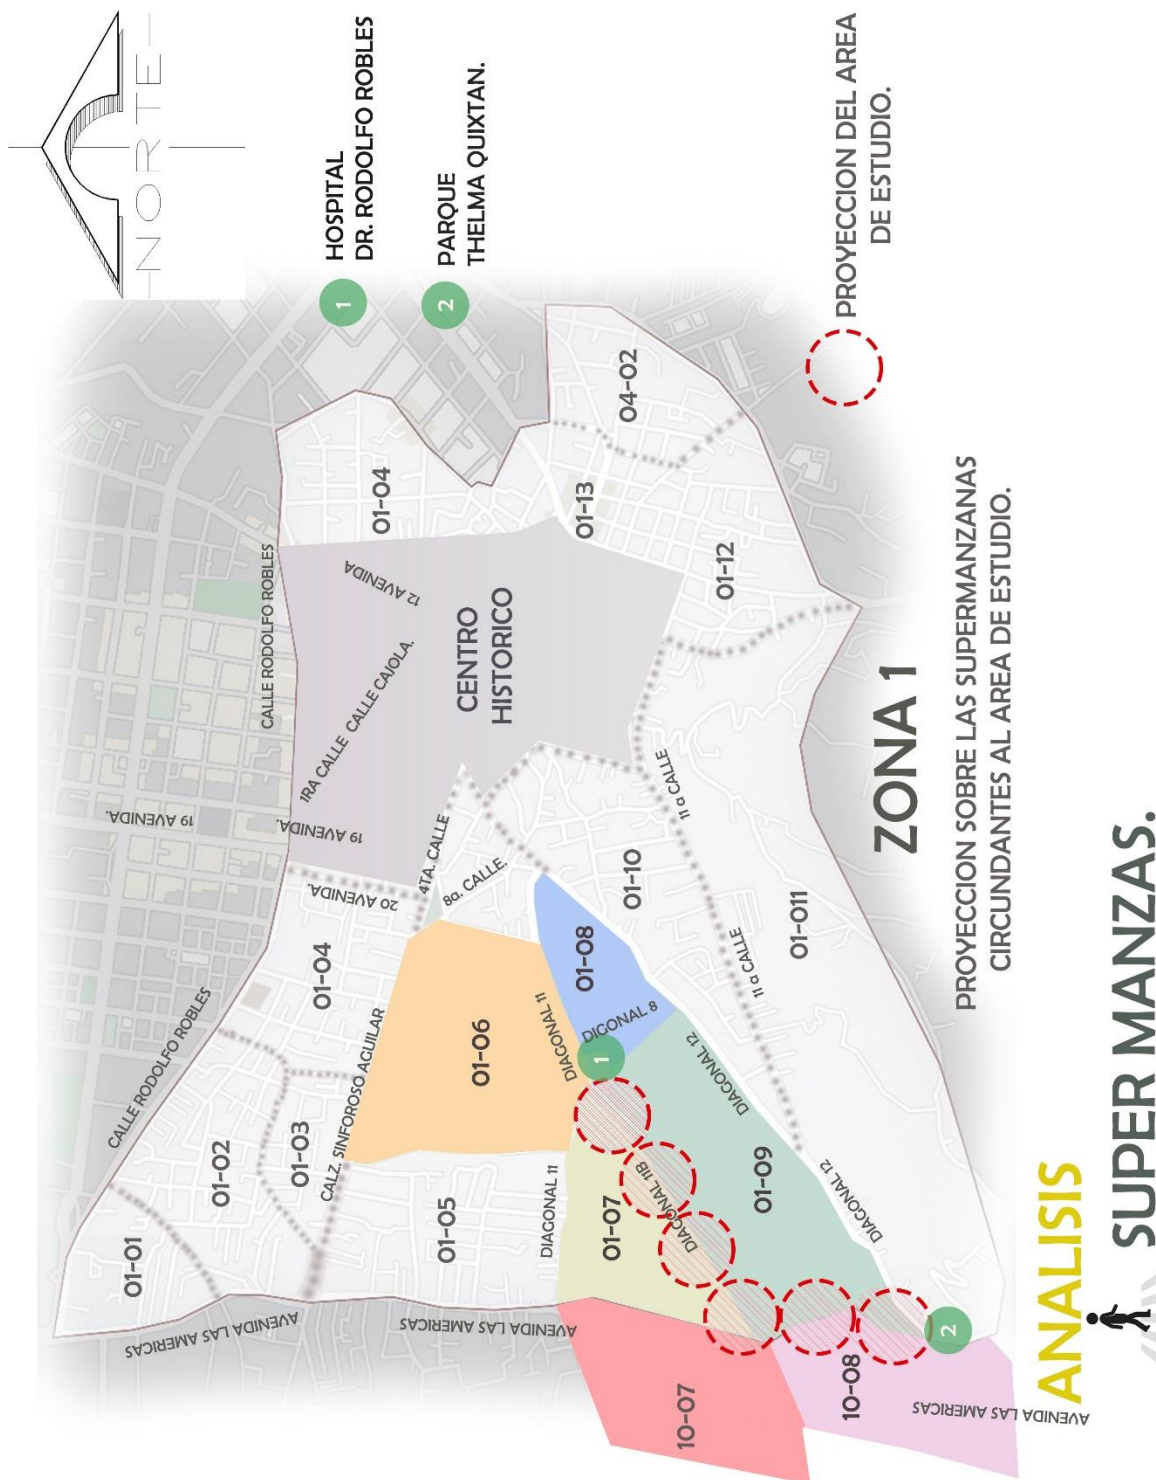 NORTE
1
HOSPITAL
DR. RODOLFO ROBLES
2
PARQUE
THELMA QUIXTAN.
PROYECCION DEL AREA
DE ESTUDIO.
CALLE RODOLFO ROBLES
CALLE RODOLFO ROBLES
19 AVENIDA.
19 AVENIDA.
20 AVENIDA.
12 AVENIDA
1RA CALLE CALLE CAJOLA.
CENTRO
HISTORICO
4TA. CALLE
8a. CALLE.
CALZ. SINFOROSO AGUILAR
01-01
01-02
01-03
01-04
01-04
01-05
01-06
01-07
01-08
01-09
01-10
01-011
01-12
01-13
04-02
10-07
10-08
AVENIDA LAS AMERICAS
AVENIDA LAS AMERICAS
AVENIDA LAS AMERICAS
DIAGONAL 11
DIAGONAL 11
DIGONAL 8
DIAGONAL 11B
DIAGONAL 12
DIAGONAL 12
11 a CALLE
11 a CALLE
1
2
ZONA 1
PROYECCION SOBRE LAS SUPERMANZANAS
CIRCUNDANTES AL AREA DE ESTUDIO.
ANALISIS
SUPER MANZAS.